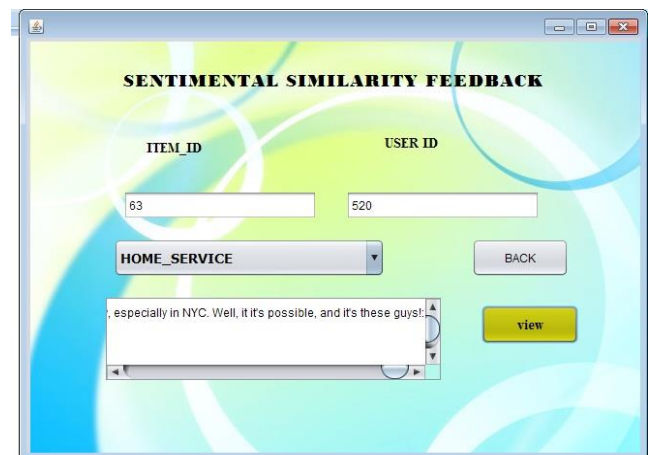 SENTIMENTAL SIMILARITY FEEDBACK
ITEM_ID USER ID
63 520
HOME_SERVICE BACK
, especially in NYC. Well, it it's possible, and it's these guys!:
view